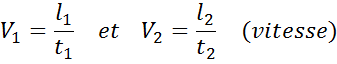 V₁ = l₁/t₁ et V₂ = l₂/t₂ (vitesse)